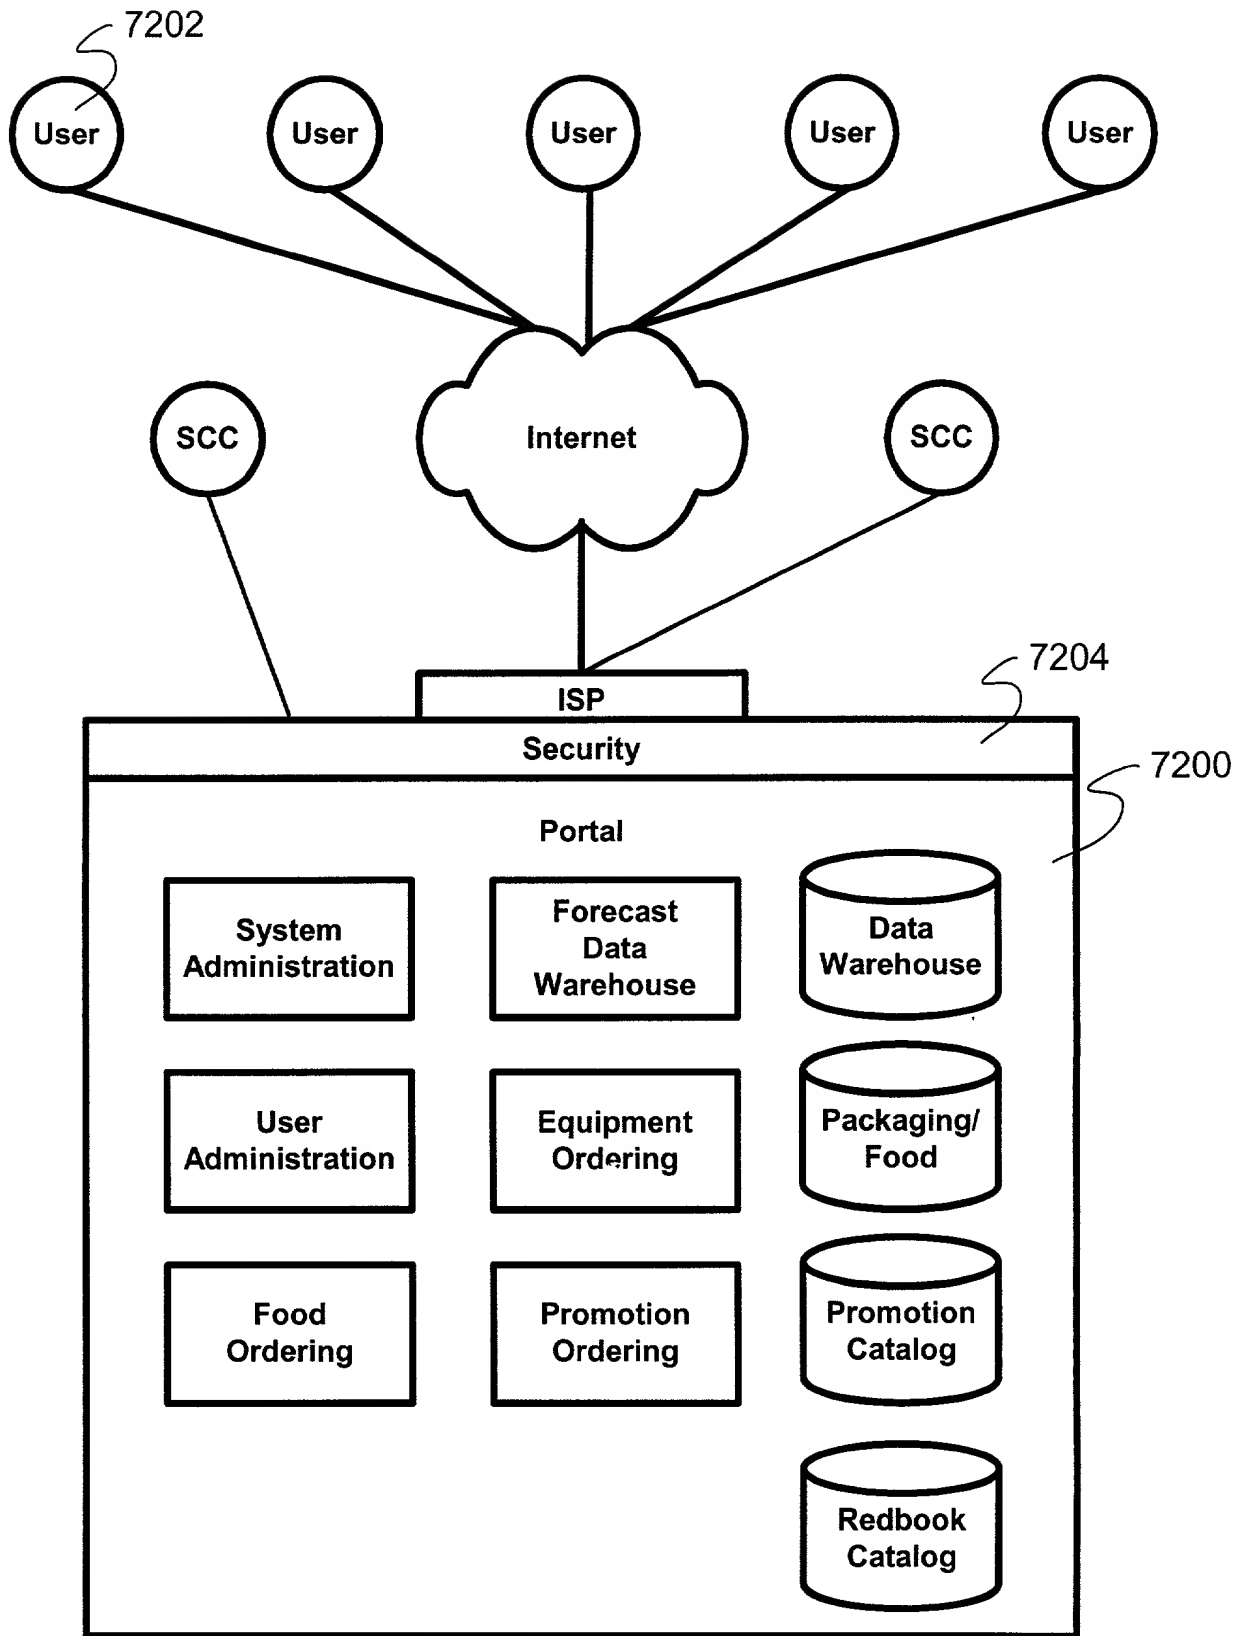 7202
User
User
User
User
User
SCC
Internet
SCC
ISP
7204
Security
7200
Portal
System
Administration
Forecast
Data
Warehouse
Data
Warehouse
User
Administration
Equipment
Ordering
Packaging/
Food
Food
Ordering
Promotion
Ordering
Promotion
Catalog
Redbook
Catalog